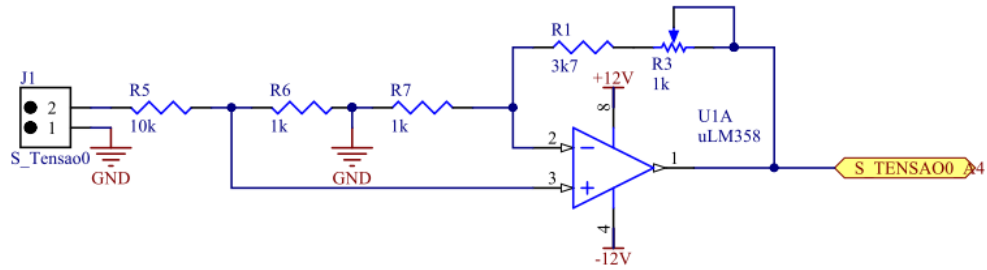 J1
2
1
S_Tensao0
GND
R5
10k
R6
1k
GND
R7
1k
R1
3k7
R3
1k
+12V
8
U1A
uLM358
2
3
1
4
-12V
S_TENSAO0_A4